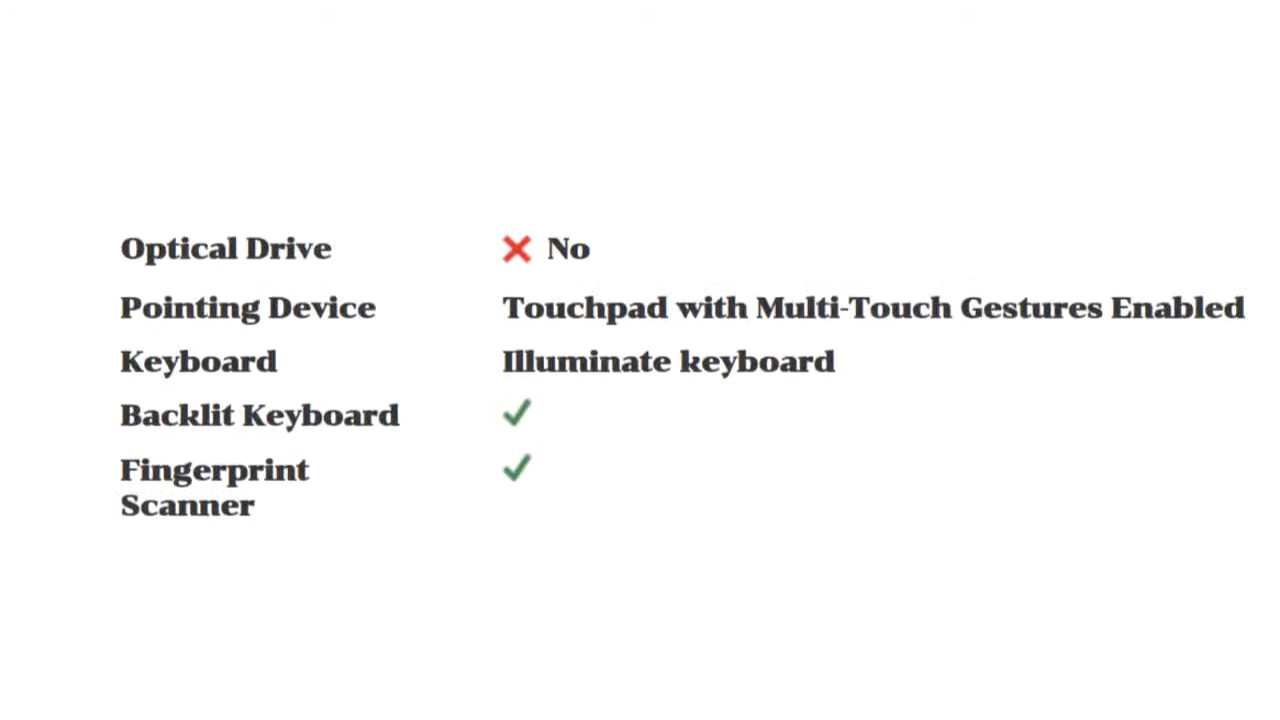 Optical Drive ❌ No
Pointing Device Touchpad with Multi-Touch Gestures Enabled
Keyboard Illuminate keyboard
Backlit Keyboard ✔
Fingerprint ✔
Scanner